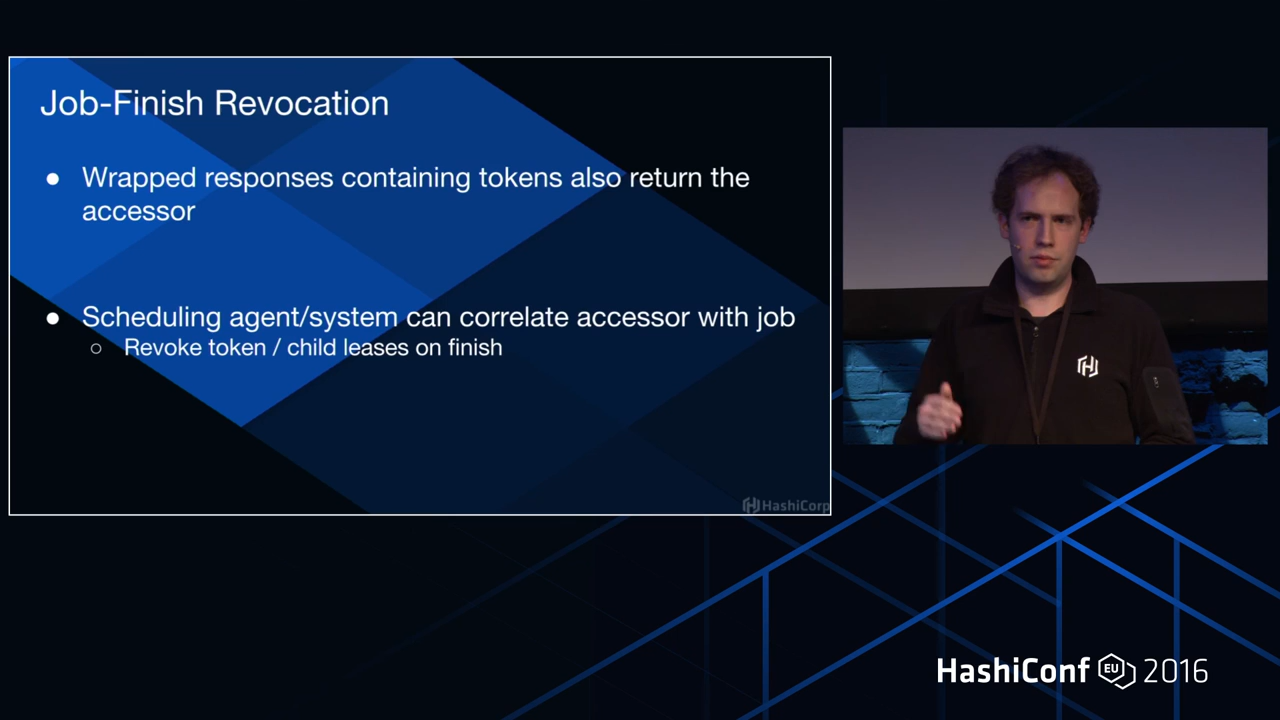 Job-Finish Revocation
● Wrapped responses containing tokens also return the
accessor
● Scheduling agent/system can correlate accessor with job
○ Revoke token / child leases on finish
HashiCorp
HashiConf EU 2016